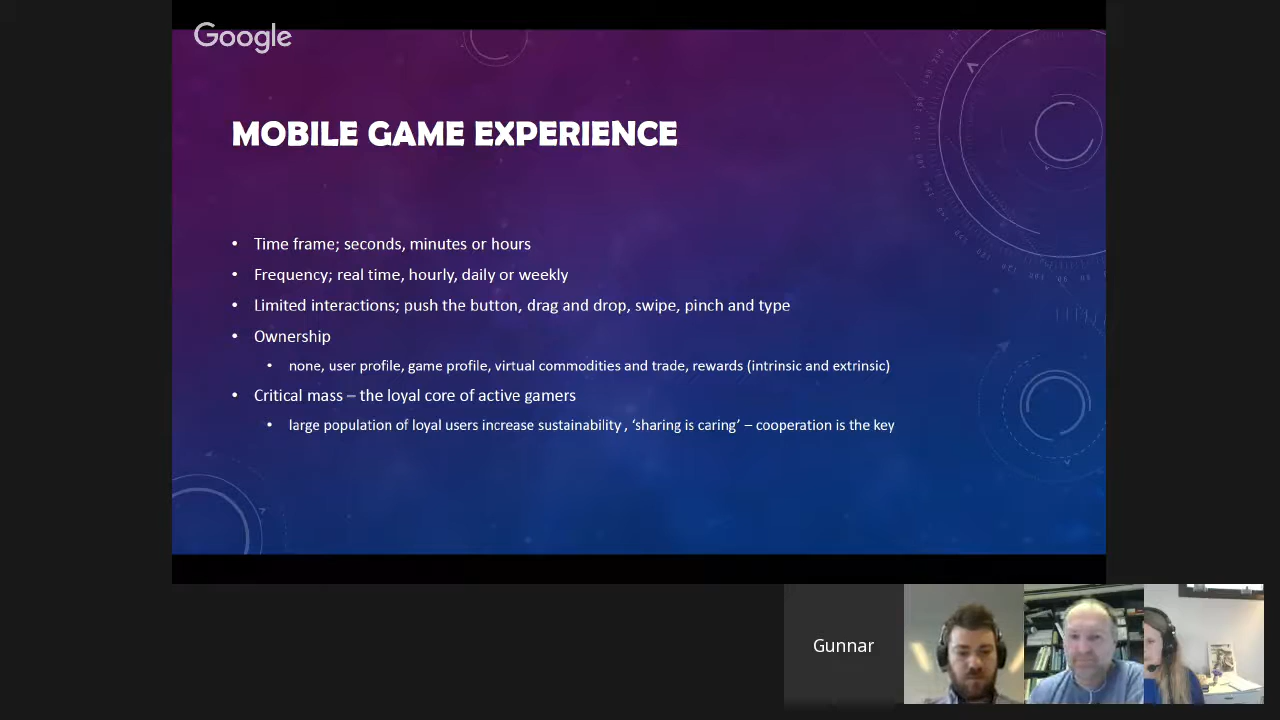 Google
MOBILE GAME EXPERIENCE
• Time frame; seconds, minutes or hours
• Frequency; real time, hourly, daily or weekly
• Limited interactions; push the button, drag and drop, swipe, pinch and type
• Ownership
• none, user profile, game profile, virtual commodities and trade, rewards (intrinsic and extrinsic)
• Critical mass – the loyal core of active gamers
• large population of loyal users increase sustainability , ‘sharing is caring’ – cooperation is the key
Gunnar